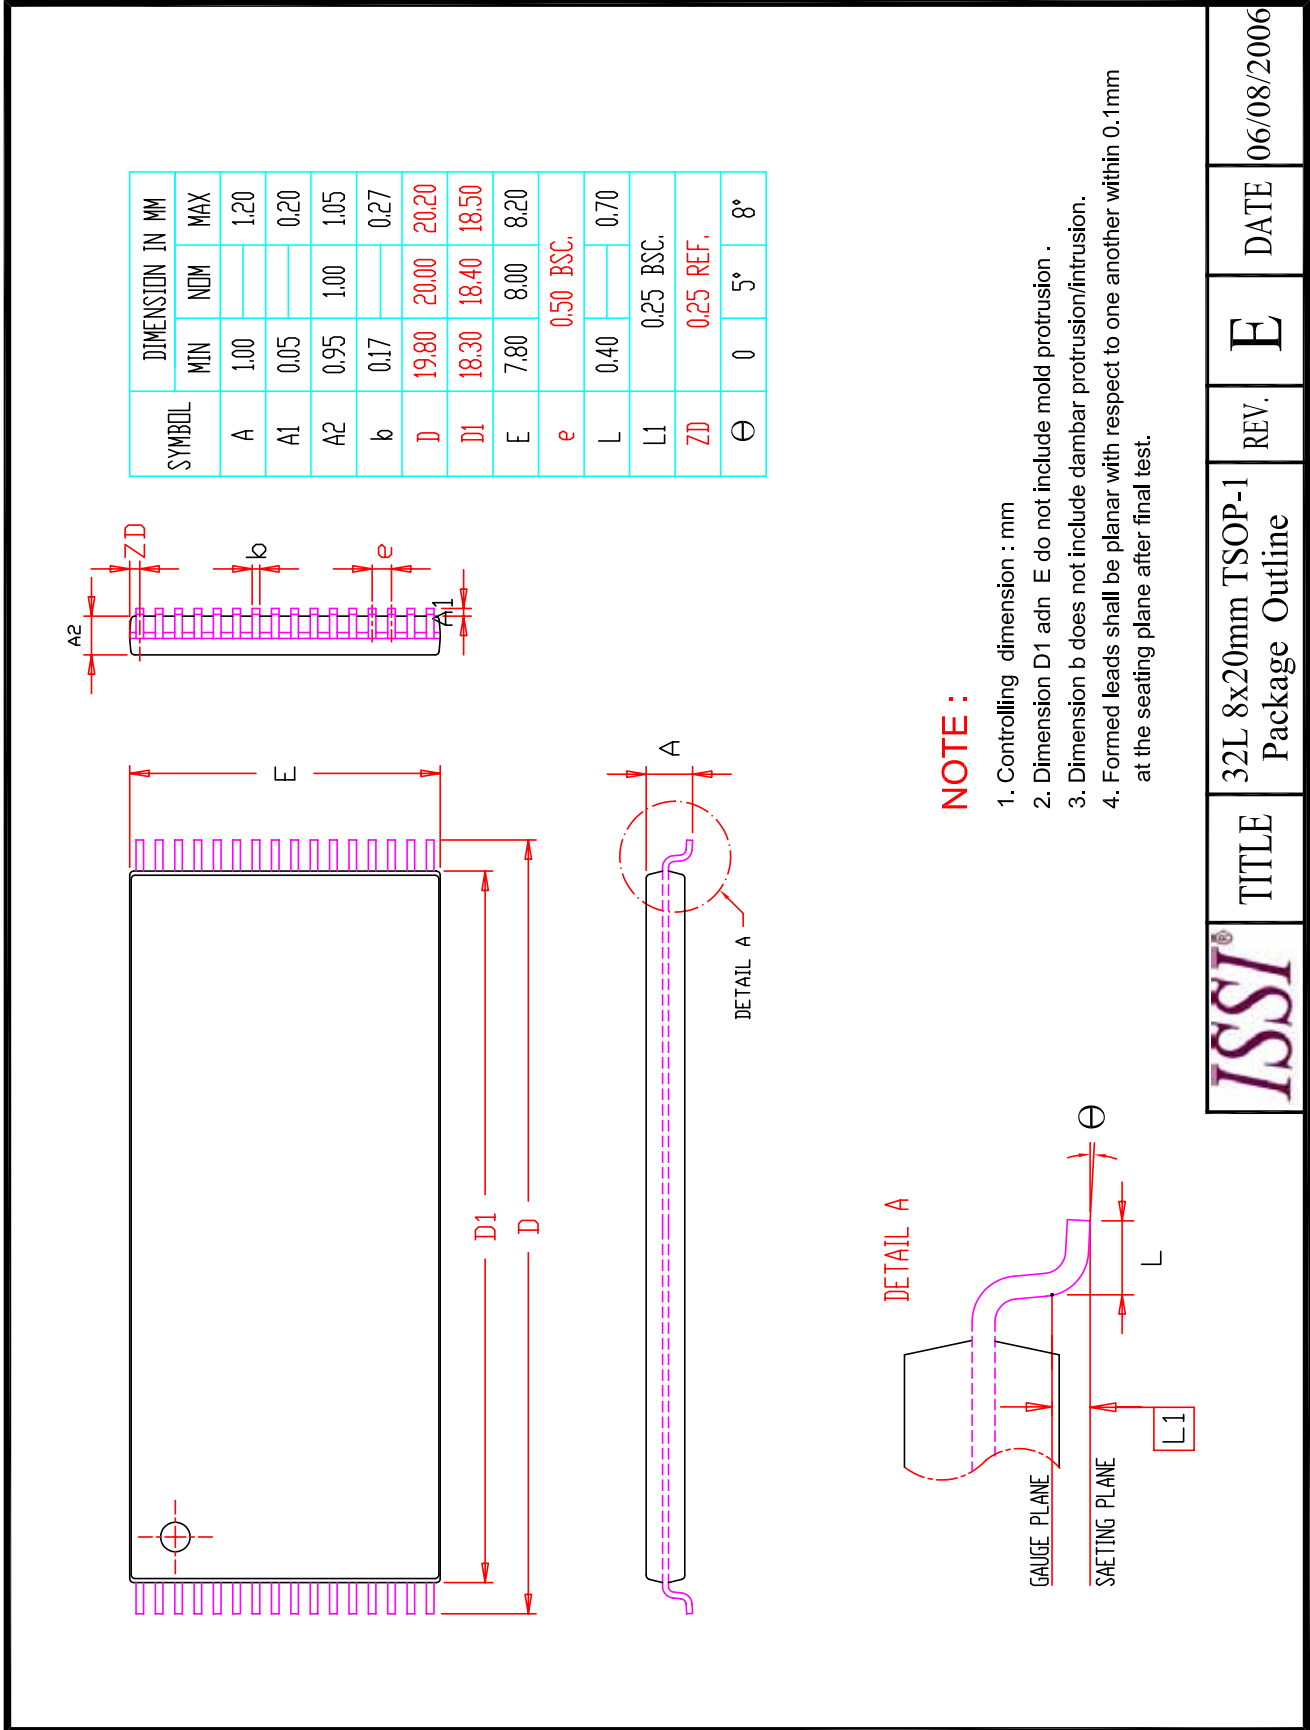 SYMBOL DIMENSION IN MM
MIN NOM MAX
A 1.00 1.20
A1 0.05 0.20
A2 0.95 1.00 1.05
b 0.17 0.27
D 19.80 20.00 20.20
D1 18.30 18.40 18.50
E 7.80 8.00 8.20
e 0.50 BSC.
L 0.40 0.70
L1 0.25 BSC.
ZD 0.25 REF.
Θ 0 5° 8°
A2
ZD
b
e
A1
E
D1
D
A
DETAIL A
DETAIL A
GAUGE PLANE
SAETING PLANE
L1
L
Θ
NOTE :
1. Controlling dimension : mm
2. Dimension D1 adn E do not include mold protrusion .
3. Dimension b does not include dambar protrusion/intrusion.
4. Formed leads shall be planar with respect to one another within 0.1mm
at the seating plane after final test.
ISSI®
TITLE
32L 8x20mm TSOP-1
Package Outline
REV.
E
DATE
06/08/2006